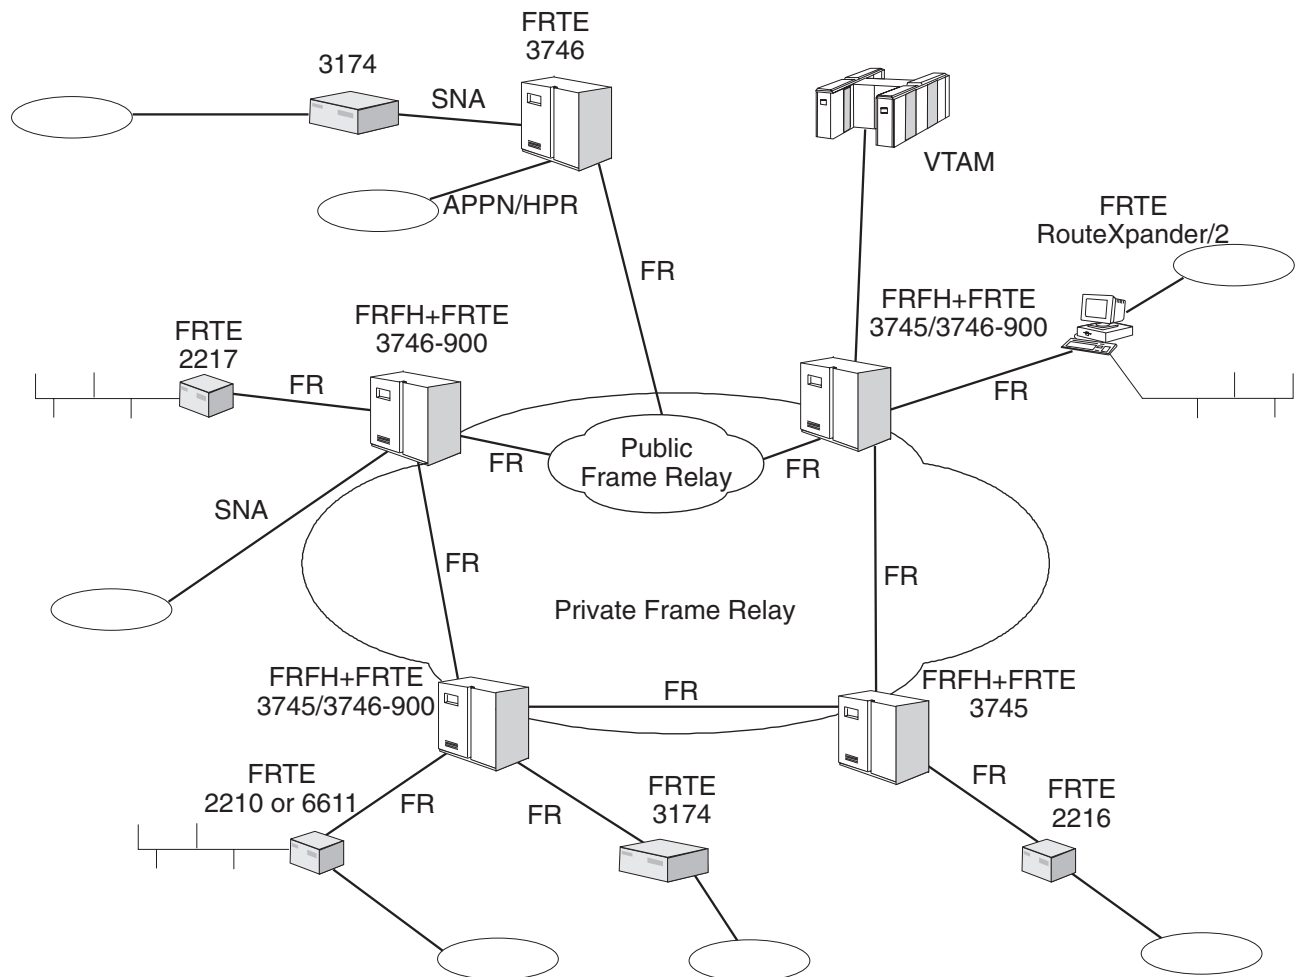 FRTE
3746
3174
SNA
VTAM
APPN/HPR
FRTE
RouteXpander/2
FR
FRFH+FRTE
3746-900
FRFH+FRTE
3745/3746-900
FRTE
2217
FR
FR
Public
Frame Relay
FR
FR
SNA
FR
FR
Private Frame Relay
FRFH+FRTE
3745/3746-900
FR
FRFH+FRTE
3745
FRTE
2210 or 6611
FR
FR
FRTE
3174
FR
FRTE
2216